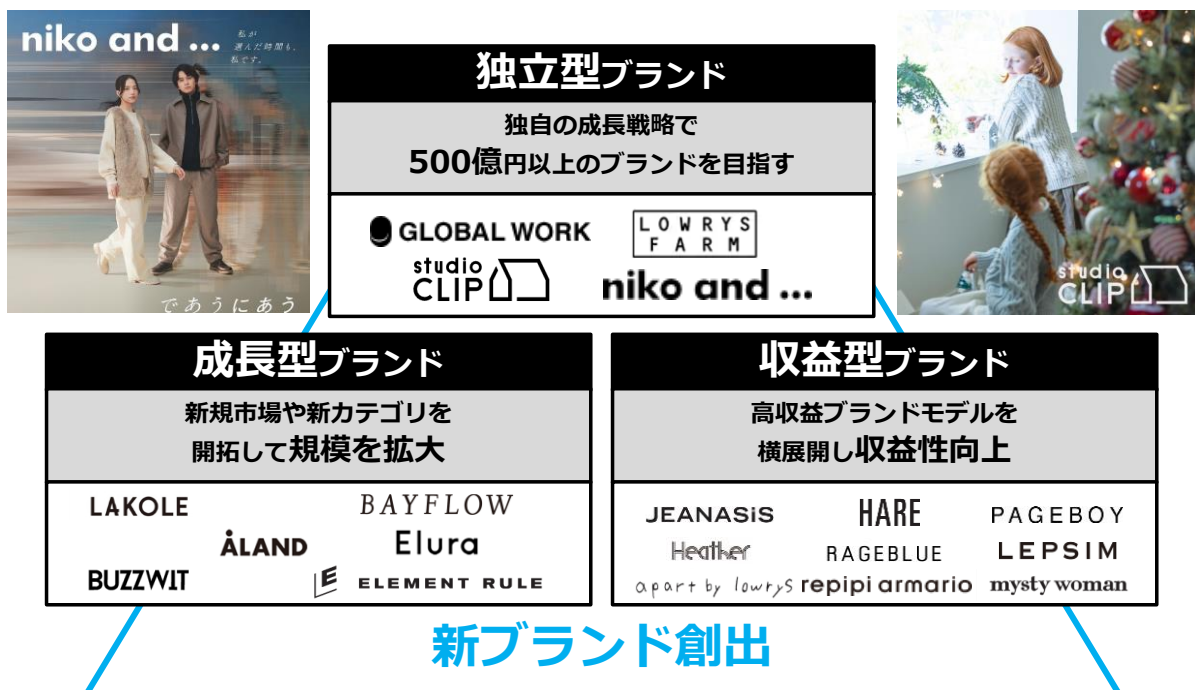 niko and ...
私が
選んだ時間も、
私です。
であうにあう
独立型ブランド
独自の成長戦略で
500億円以上のブランドを目指す
GLOBAL WORK
LOWRYS
FARM
studio
CLIP
niko and ...
studio
CLIP
成長型ブランド
新規市場や新カテゴリを
開拓して規模を拡大
LAKOLE
BAYFLOW
ÅLAND
Elura
BUZZWIT
ELEMENT RULE
収益型ブランド
高収益ブランドモデルを
横展開し収益性向上
JEANASiS
HARE
PAGEBOY
Heather
RAGEBLUE
LEPSIM
apart by lowrys
repipi armario
mysty woman
新ブランド創出